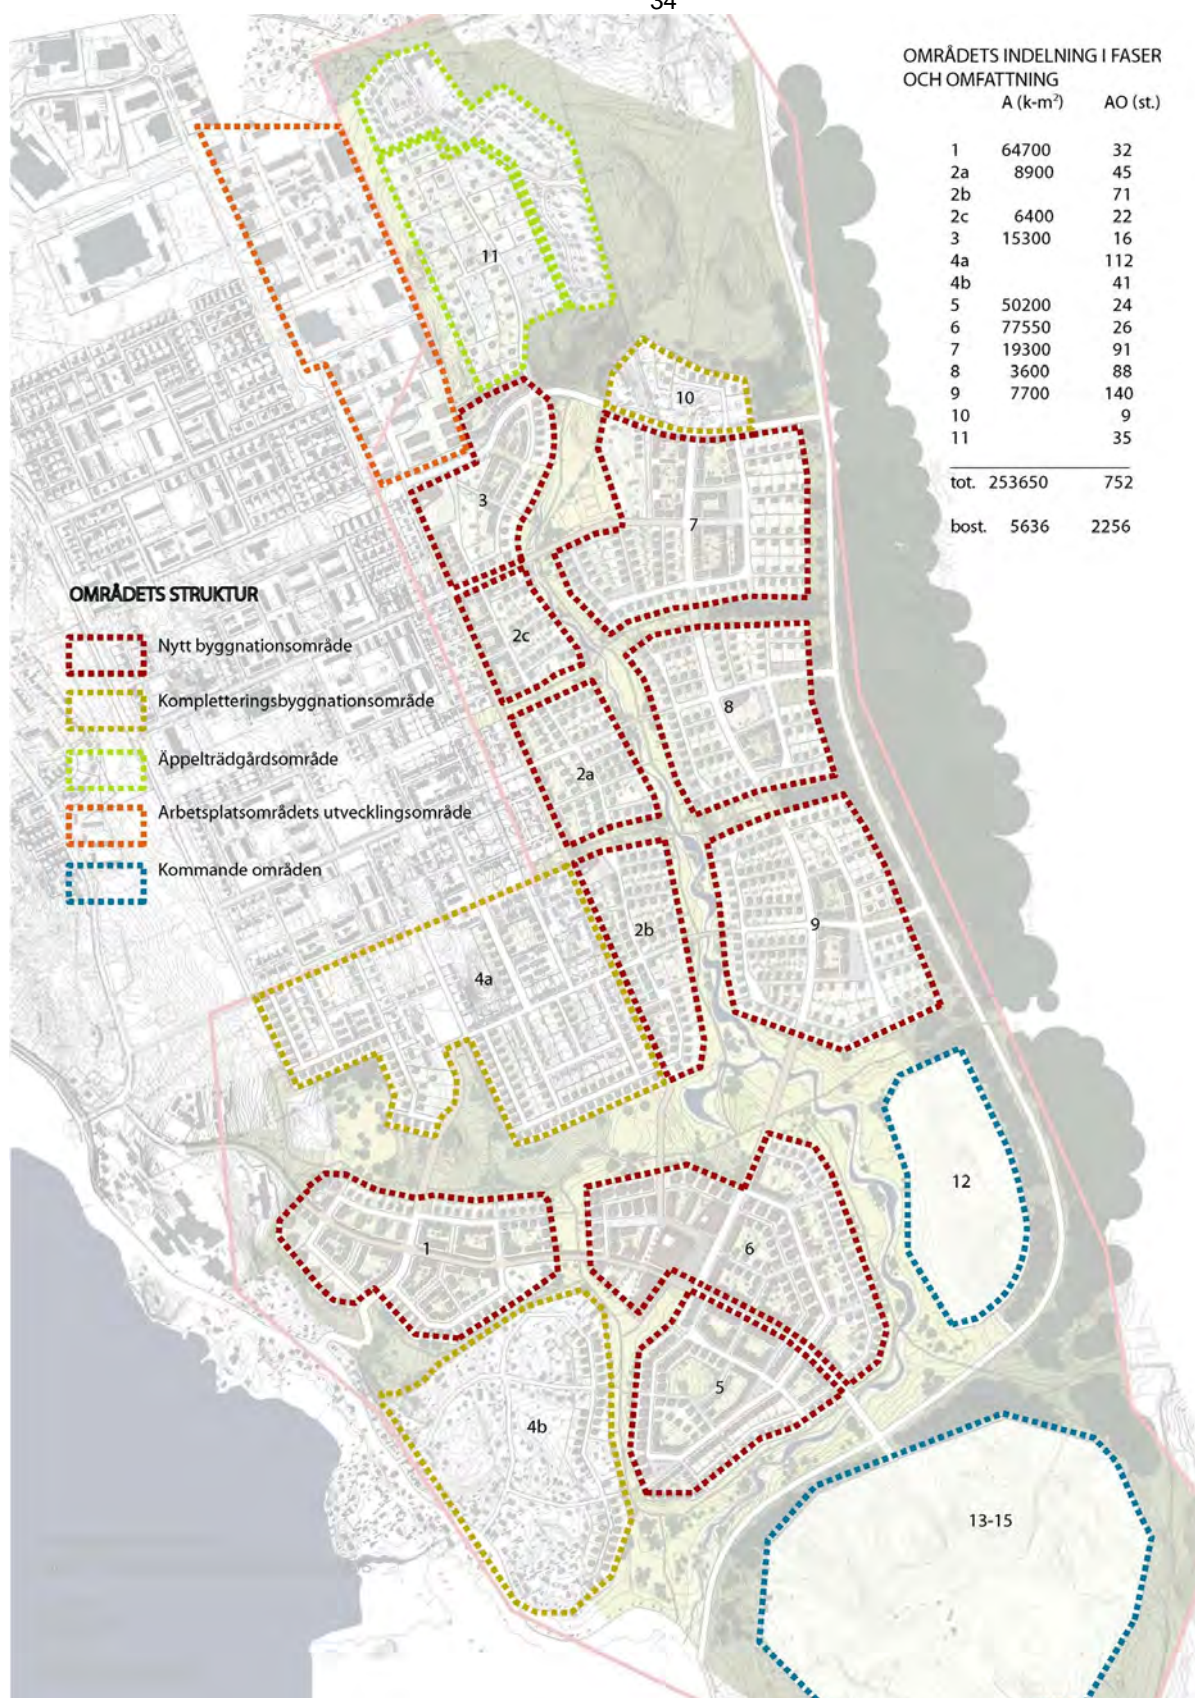 34
OMRÅDETS INDELNING I FASER
OCH OMFATTNING
A (k-m²) AO (st.)
1 64700 32
2a 8900 45
2b 71
2c 6400 22
3 15300 16
4a 112
4b 41
5 50200 24
6 77550 26
7 19300 91
8 3600 88
9 7700 140
10 9
11 35
tot. 253650 752
bost. 5636 2256
OMRÅDETS STRUKTUR
Nytt byggnationsområde
Kompletteringsbyggnationsområde
Äppelträdgårdsområde
Arbetsplatsområdets utvecklingsområde
Kommande områden
11
10
3
7
2c
8
2a
9
2b
4a
12
1
6
5
4b
13-15